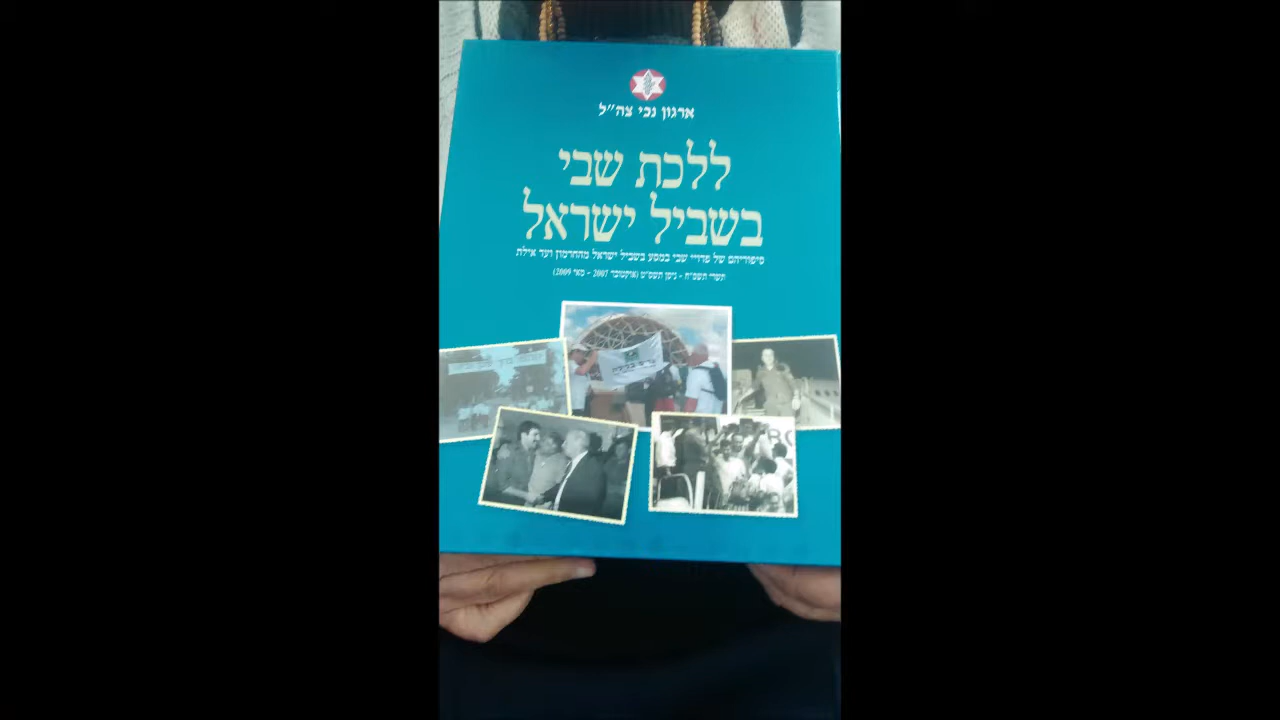 ארגון נכי צה״ל
ללכת שבי
בשביל ישראל
סיפוריהם של פדויי שבי במסע בשביל ישראל מהחרמון ועד אילת
תשרי תשס״ח - ניסן תשס״ט (אוקטובר 2007 - מאי 2009)